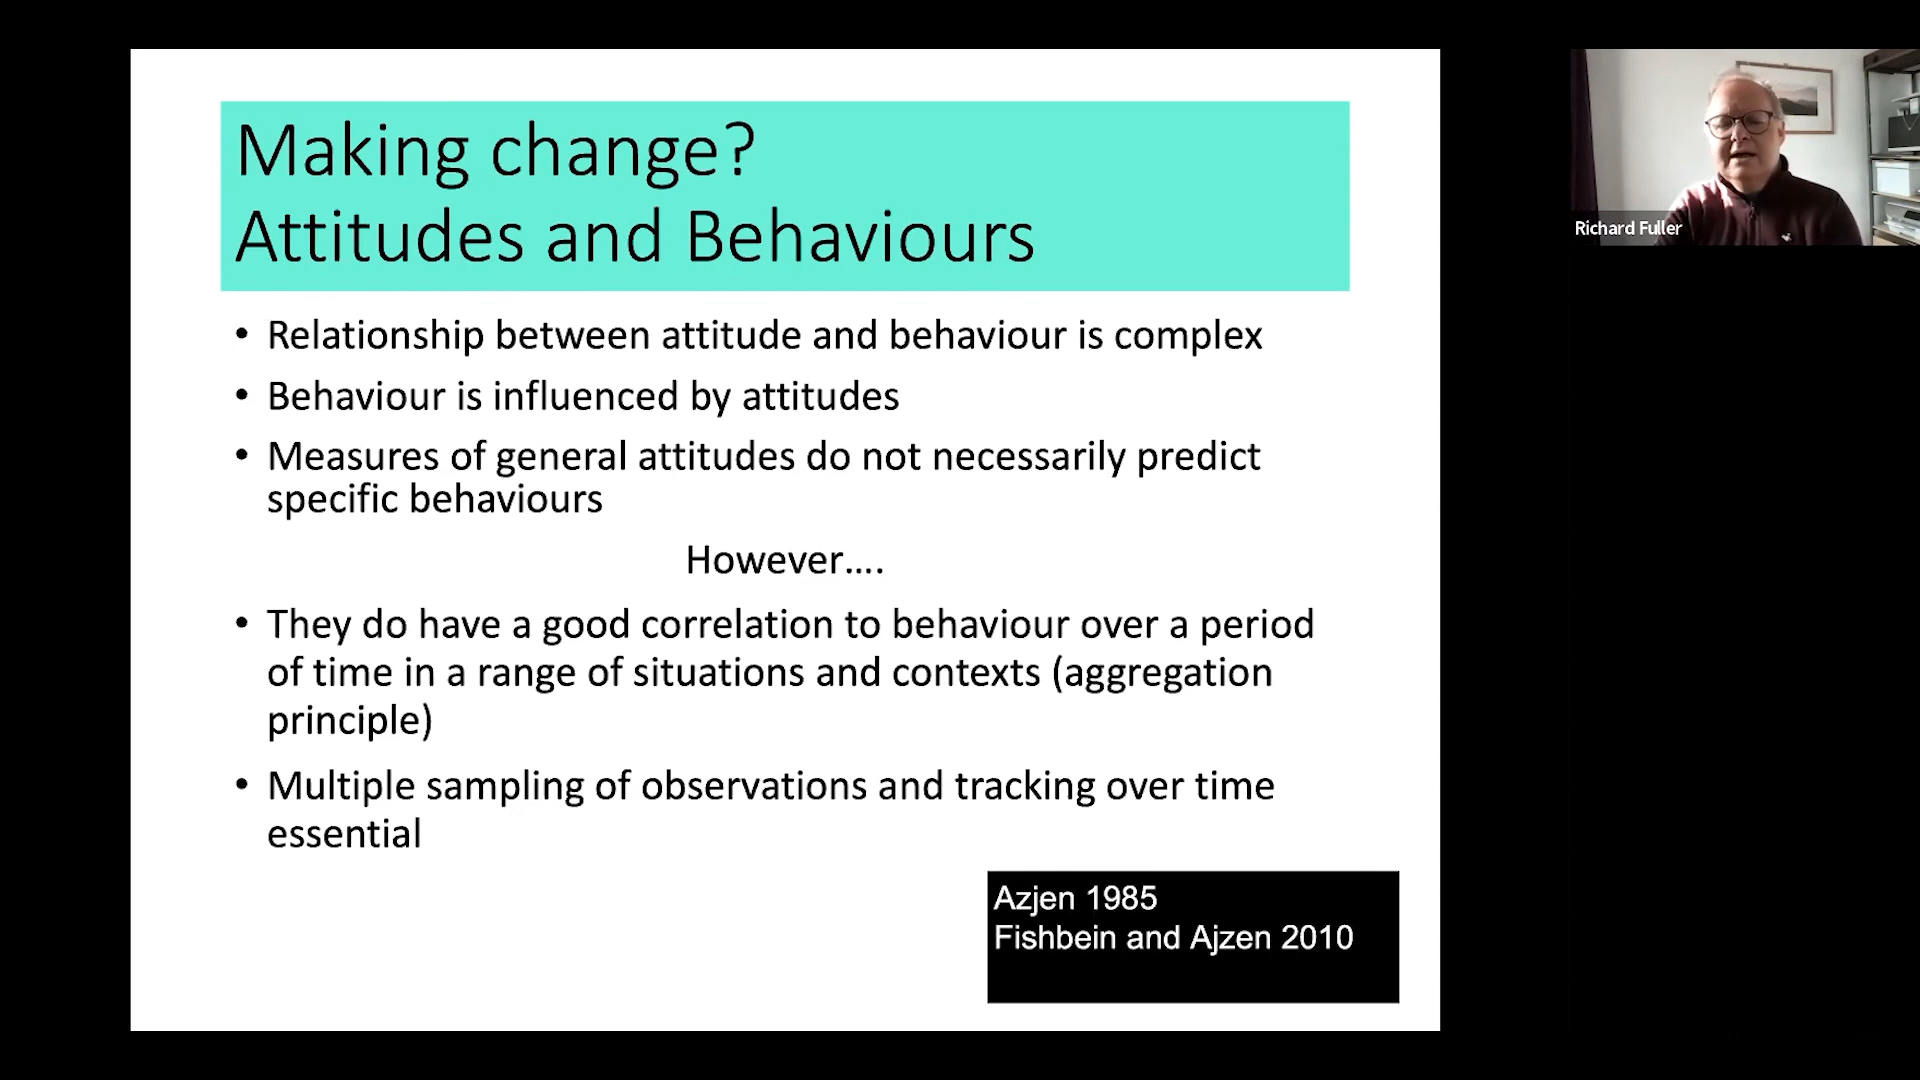 Making change?
Attitudes and Behaviours
• Relationship between attitude and behaviour is complex
• Behaviour is influenced by attitudes
• Measures of general attitudes do not necessarily predict
specific behaviours
However....
• They do have a good correlation to behaviour over a period
of time in a range of situations and contexts (aggregation
principle)
• Multiple sampling of observations and tracking over time
essential
Azjen 1985
Fishbein and Ajzen 2010
Richard Fuller